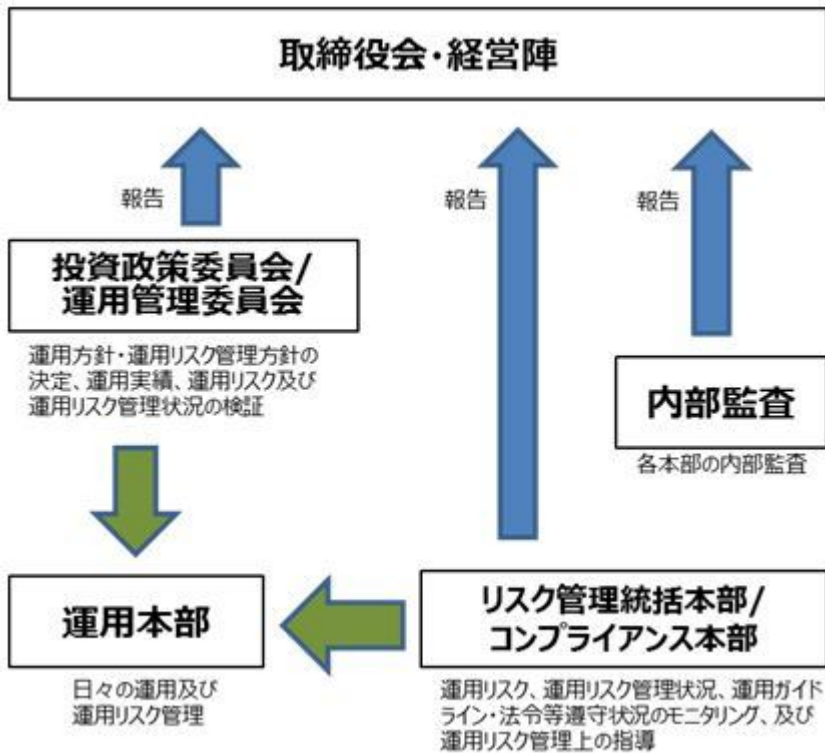 取締役会・経営陣
報告
報告
報告
投資政策委員会/
運用管理委員会
運用方針・運用リスク管理方針の
決定、運用実績、運用リスク及び
運用リスク管理状況の検証
内部監査
各本部の内部監査
運用本部
日々の運用及び
運用リスク管理
リスク管理統括本部/
コンプライアンス本部
運用リスク、運用リスク管理状況、運用ガイド
ライン・法令等遵守状況のモニタリング、及び
運用リスク管理上の指導